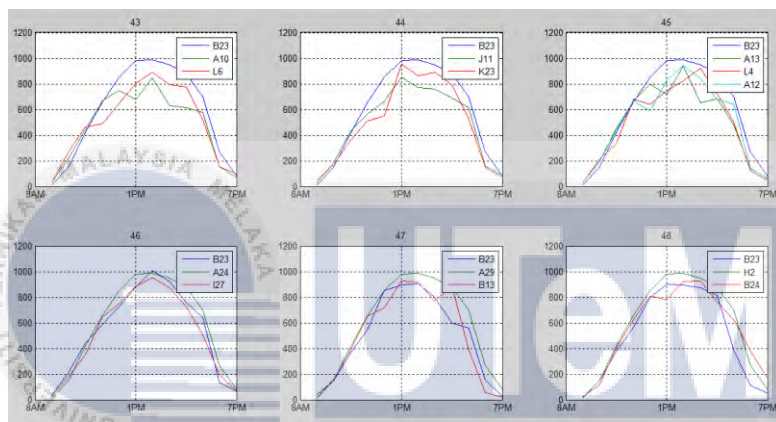 43
1200
1000
800
600
400
200
0
8AM
1PM
7PM
B23
A10
L6
44
1200
1000
800
600
400
200
0
8AM
1PM
7PM
B23
J11
K23
45
1200
1000
800
600
400
200
0
8AM
1PM
7PM
B23
A13
L4
A12
46
1200
1000
800
600
400
200
0
8AM
1PM
7PM
B23
A24
I27
47
1200
1000
800
600
400
200
0
8AM
1PM
7PM
B23
A29
B13
48
1200
1000
800
600
400
200
0
8AM
1PM
7PM
B23
H2
B24
MALAYSIA MELAKA
UTeM